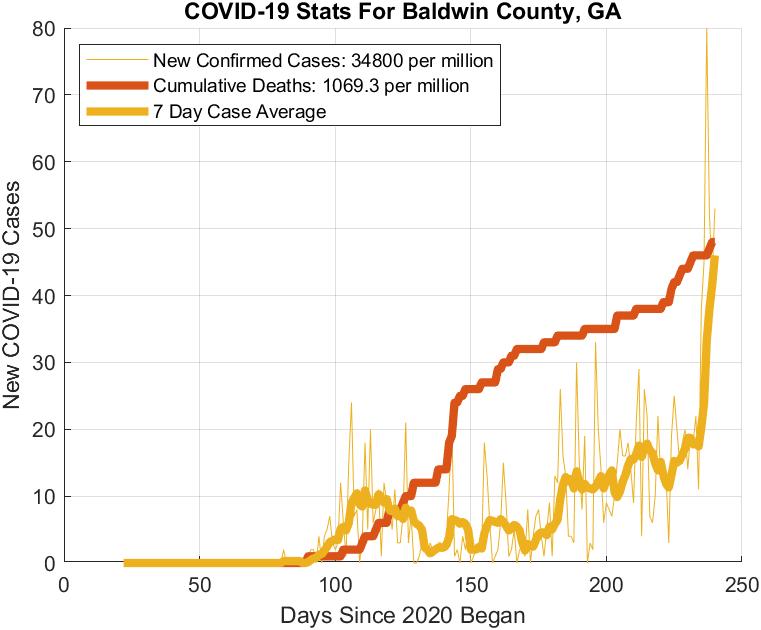 COVID-19 Stats For Baldwin County, GA
New Confirmed Cases: 34800 per million
Cumulative Deaths: 1069.3 per million
7 Day Case Average
New COVID-19 Cases
80
70
60
50
40
30
20
10
0
0 50 100 150 200 250
Days Since 2020 Began